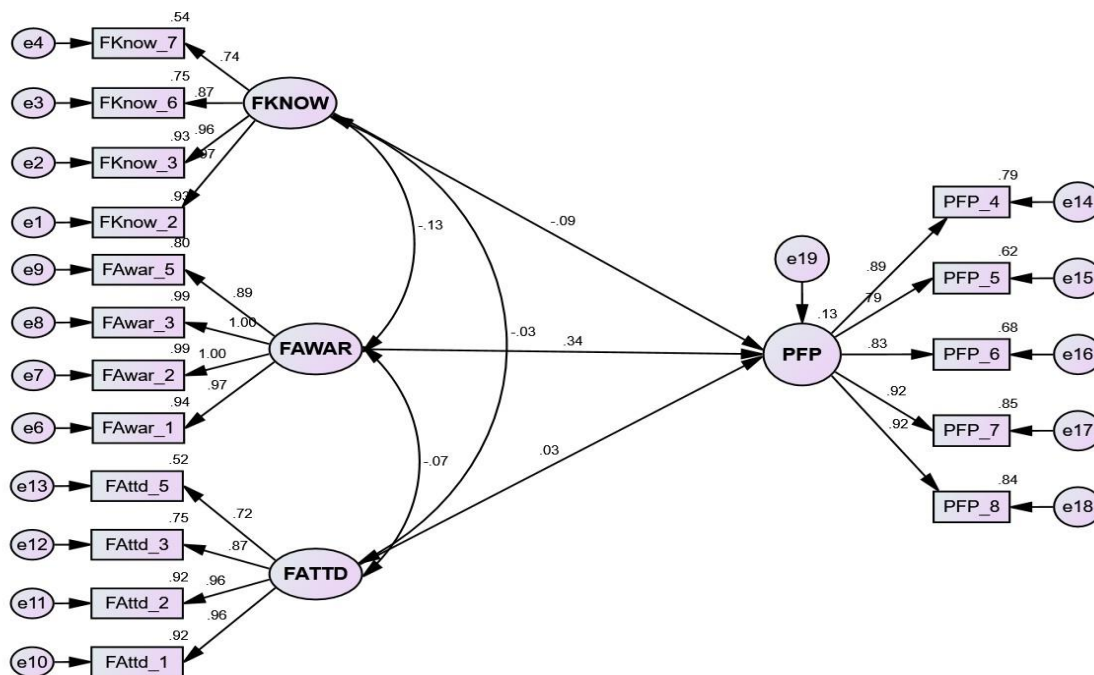 .54
e4 FKnow_7
.74
.75
e3 FKnow_6 .87
FKNOW
.93 .96
e2 FKnow_3
.93
e1 FKnow_2
-.13
-.09
.80
e9 FAwar_5
.89
.99
e8 FAwar_3 1.00
.99
e7 FAwar_2 1.00
FAWAR
.94 .97
e6 FAwar_1
-.03
.34
-.07
.03
.52
e13 FAttd_5
.72
.75
e12 FAttd_3 .87
FATTD
.92 .96
e11 FAttd_2
.92 .96
e10 FAttd_1
e19
.13
PFP
.79
PFP_4 e14
.89
.62
PFP_5 e15
.79
.68
.83 PFP_6 e16
.92 .85
PFP_7 e17
.92
.84
PFP_8 e18